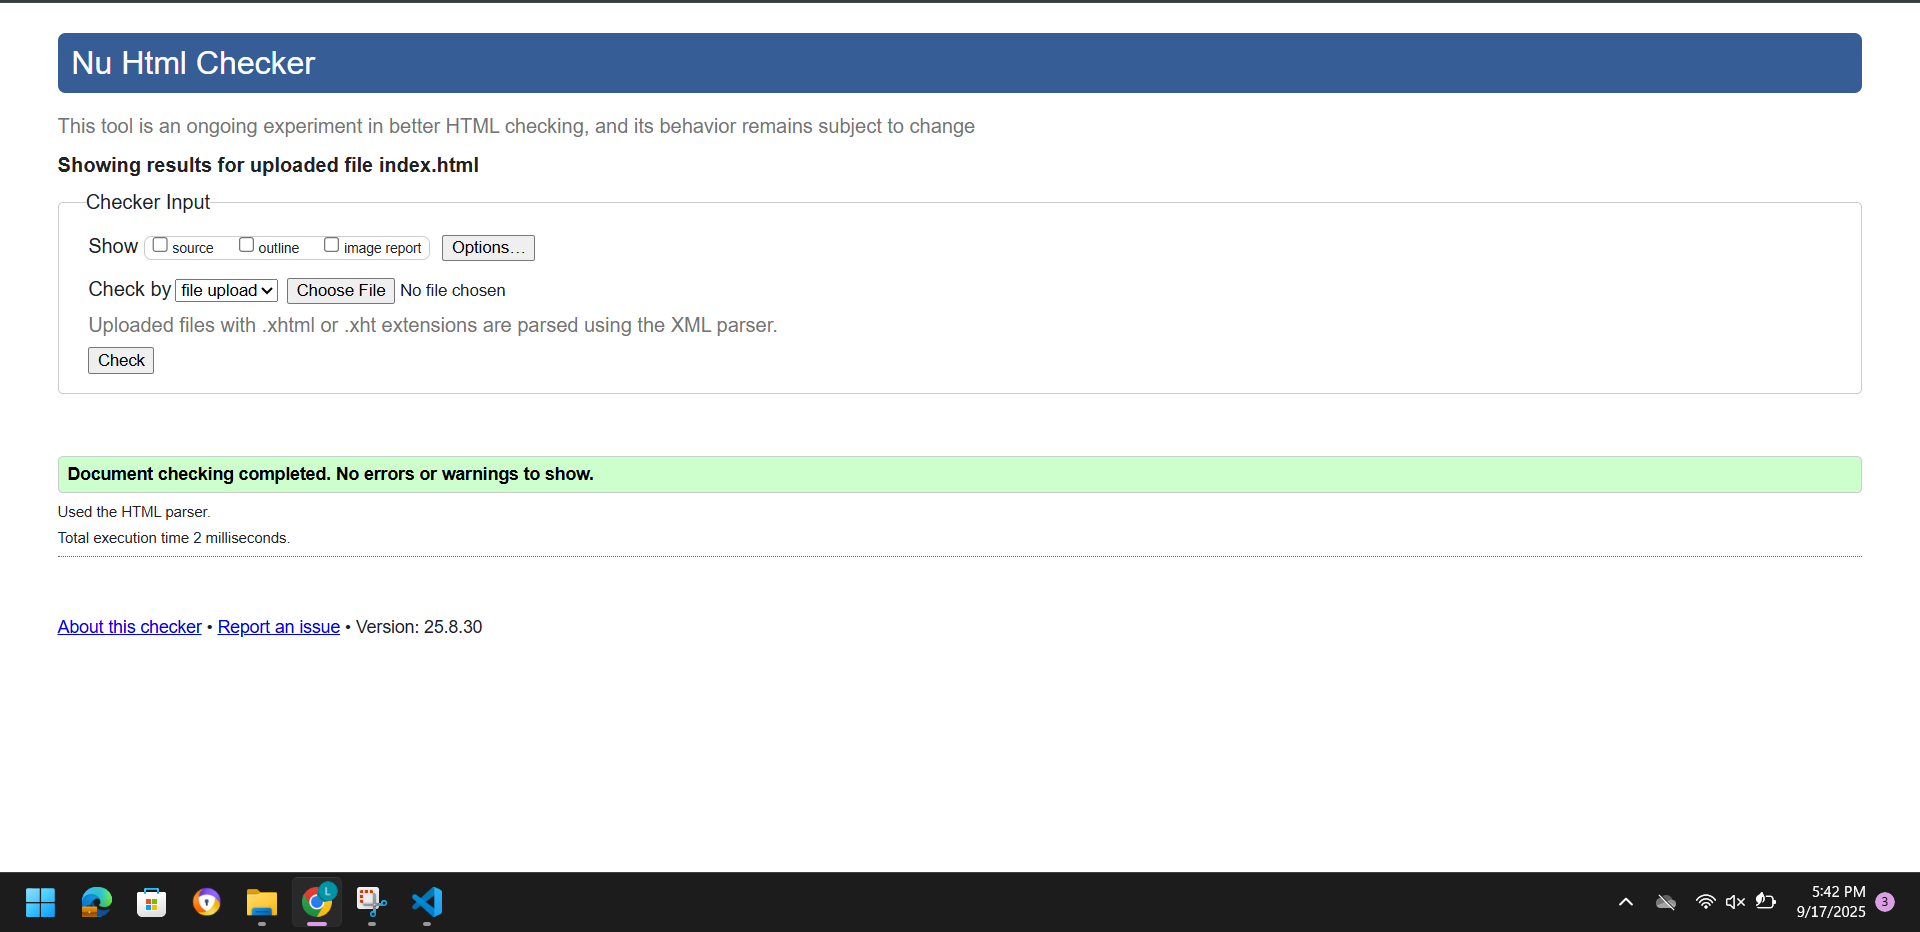 Nu Html Checker
This tool is an ongoing experiment in better HTML checking, and its behavior remains subject to change
Showing results for uploaded file index.html
Checker Input
Show source outline image report Options...
Check by file upload Choose File No file chosen
Uploaded files with .xhtml or .xht extensions are parsed using the XML parser.
Check
Document checking completed. No errors or warnings to show.
Used the HTML parser.
Total execution time 2 milliseconds.
About this checker • Report an issue • Version: 25.8.30
L
5:42 PM
9/17/2025
3